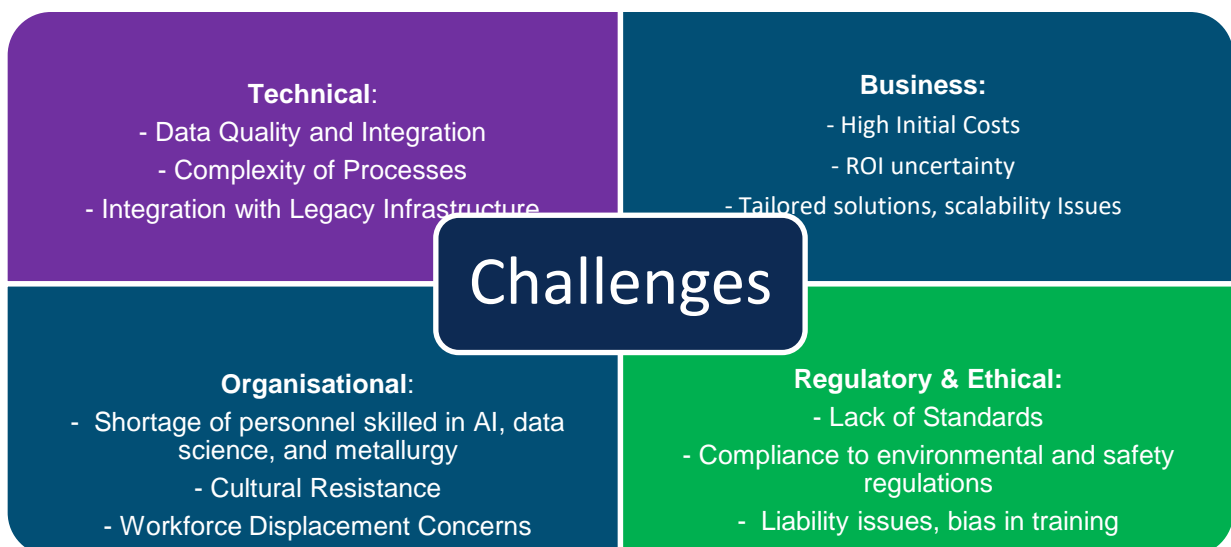 Technical:
- Data Quality and Integration
- Complexity of Processes
- Integration with Legacy Infrastructure
Business:
- High Initial Costs
- ROI uncertainty
- Tailored solutions, scalability Issues
Challenges
Organisational:
- Shortage of personnel skilled in AI, data
science, and metallurgy
- Cultural Resistance
- Workforce Displacement Concerns
Regulatory & Ethical:
- Lack of Standards
- Compliance to environmental and safety
regulations
- Liability issues, bias in training